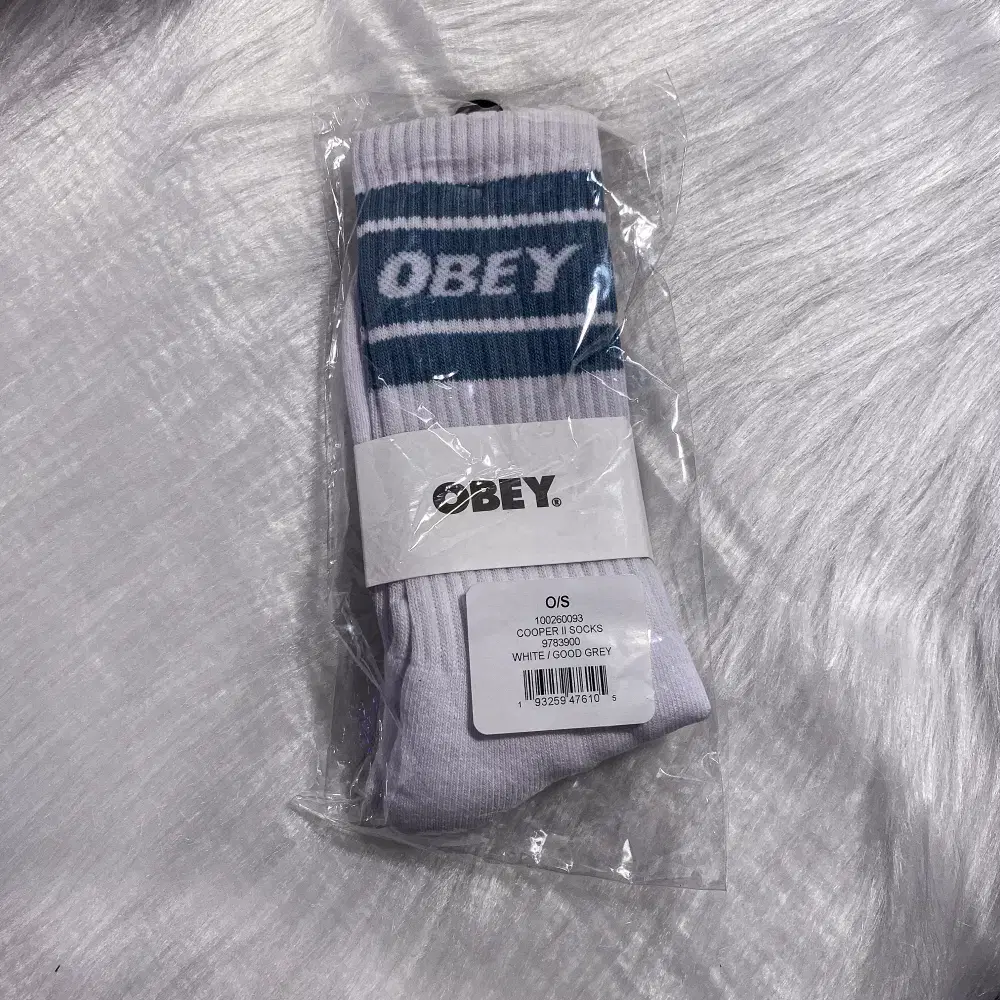 OBEY
OBEY®
O/S
100260093
COOPER II SOCKS
9783900
WHITE / GOOD GREY
1 93259 47610 5